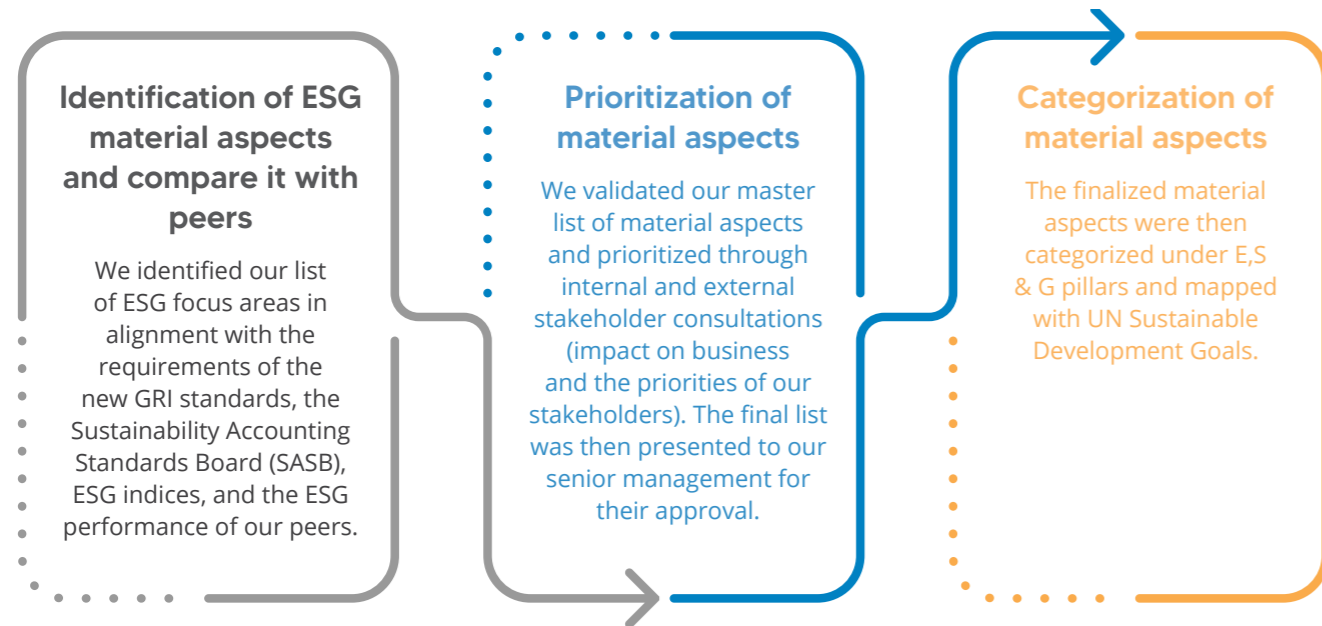 Identification of ESG
material aspects
and compare it with
peers
We identified our list
of ESG focus areas in
alignment with the
requirements of the
new GRI standards, the
Sustainability Accounting
Standards Board (SASB),
ESG indices, and the ESG
performance of our peers.
Prioritization of
material aspects
We validated our master
list of material aspects
and prioritized through
internal and external
stakeholder consultations
(impact on business
and the priorities of our
stakeholders). The final list
was then presented to our
senior management for
their approval.
Categorization of
material aspects
The finalized material
aspects were then
categorized under E,S
& G pillars and mapped
with UN Sustainable
Development Goals.